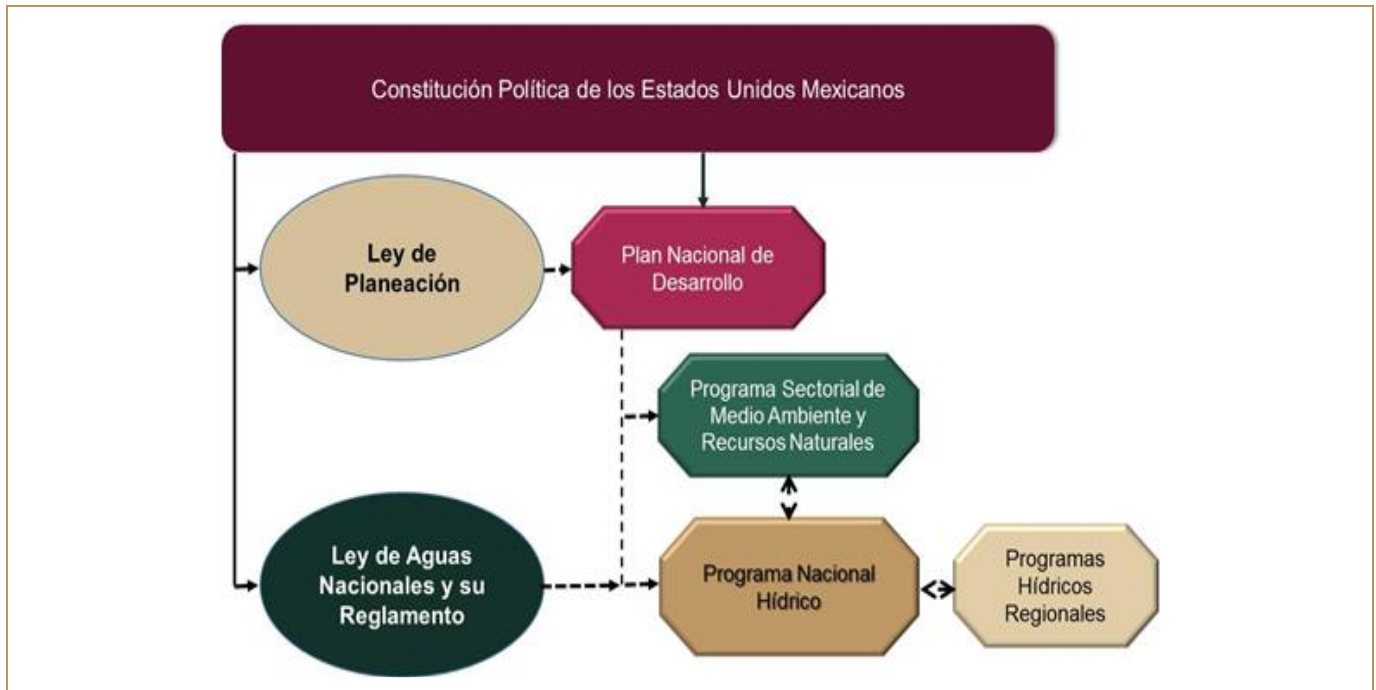 Constitución Política de los Estados Unidos Mexicanos
Ley de
Planeación
Plan Nacional de
Desarrollo
Programa Sectorial de
Medio Ambiente y
Recursos Naturales
Ley de Aguas
Nacionales y su
Reglamento
Programa Nacional
Hídrico
Programas
Hídricos
Regionales